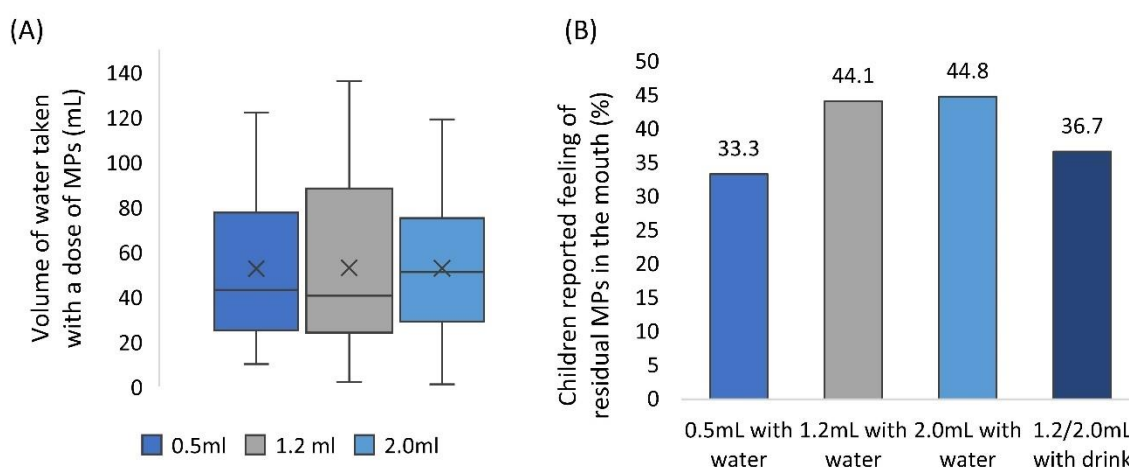 (A)
Volume of water taken
with a dose of MPs (mL)
140
120
100
80
60
40
20
0
0.5ml
1.2 ml
2.0ml
(B)
Children reported feeling of
residual MPs in the mouth (%)
50
45
40
35
30
25
20
15
10
5
0
33.3
44.1
44.8
36.7
0.5mL with
water
1.2mL with
water
2.0mL with
water
1.2/2.0mL
with drink